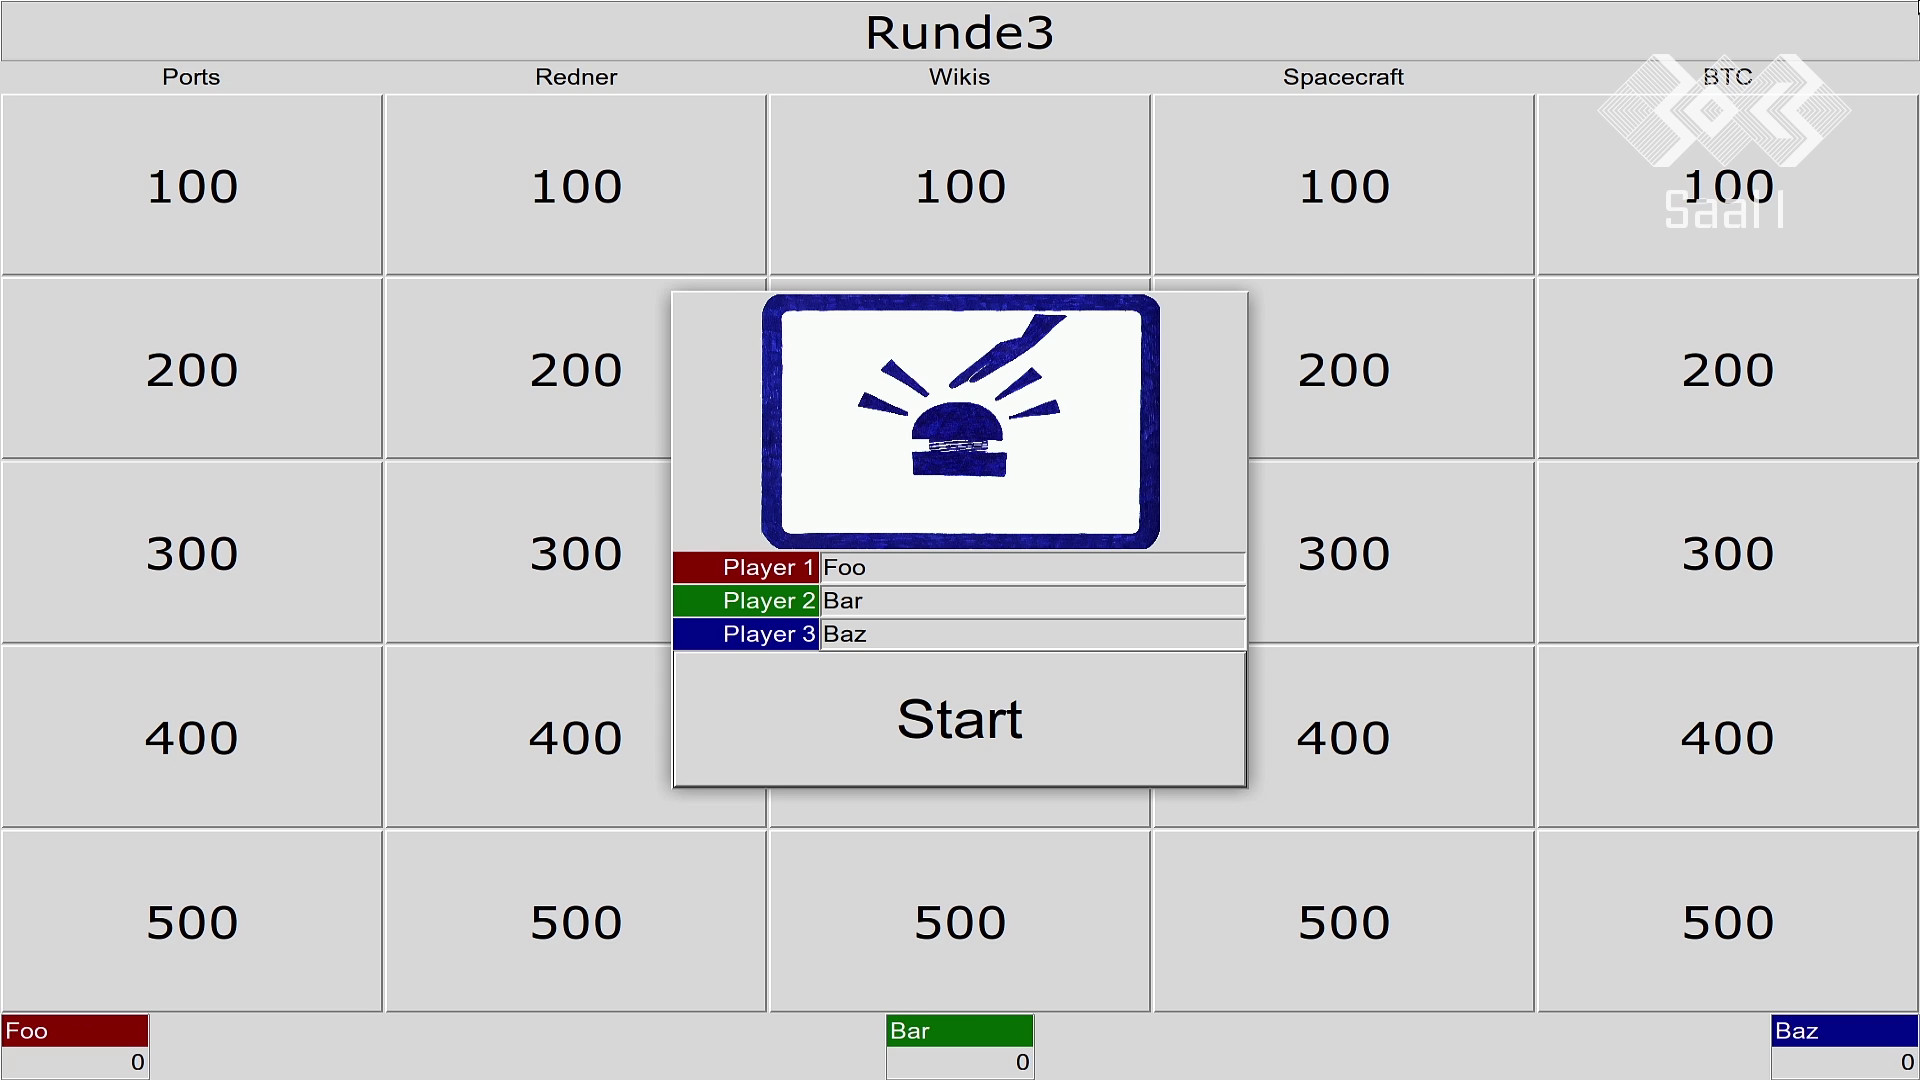 Runde3
Ports Redner Wikis Spacecraft BTC
100 100 100 100 100
Saal 1
200 200 200 200
300 300 300 300
Player 1 Foo
Player 2 Bar
Player 3 Baz
Start
400 400 400 400
500 500 500 500 500
Foo Bar Baz
0 0 0